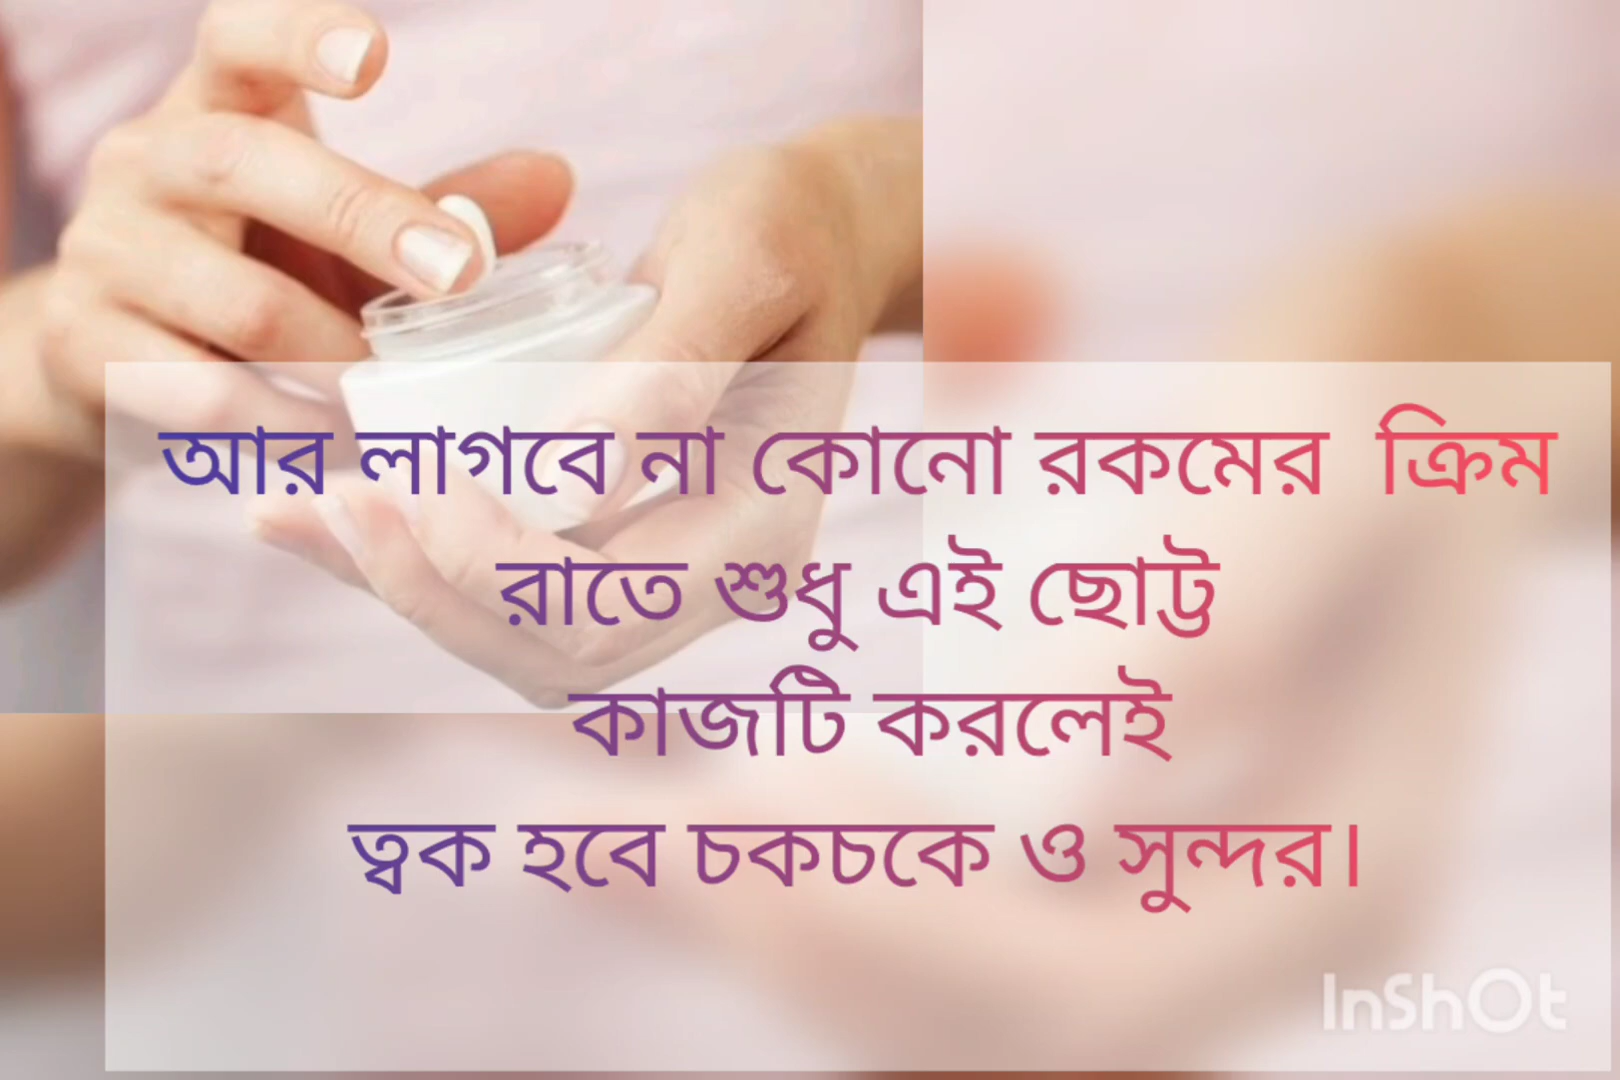 আর লাগবে না কোনো রকমের ক্রিম
রাতে শুধু এই ছোট্ট
কাজটি করলেই
ত্বক হবে চকচকে ও সুন্দর।
InShOt